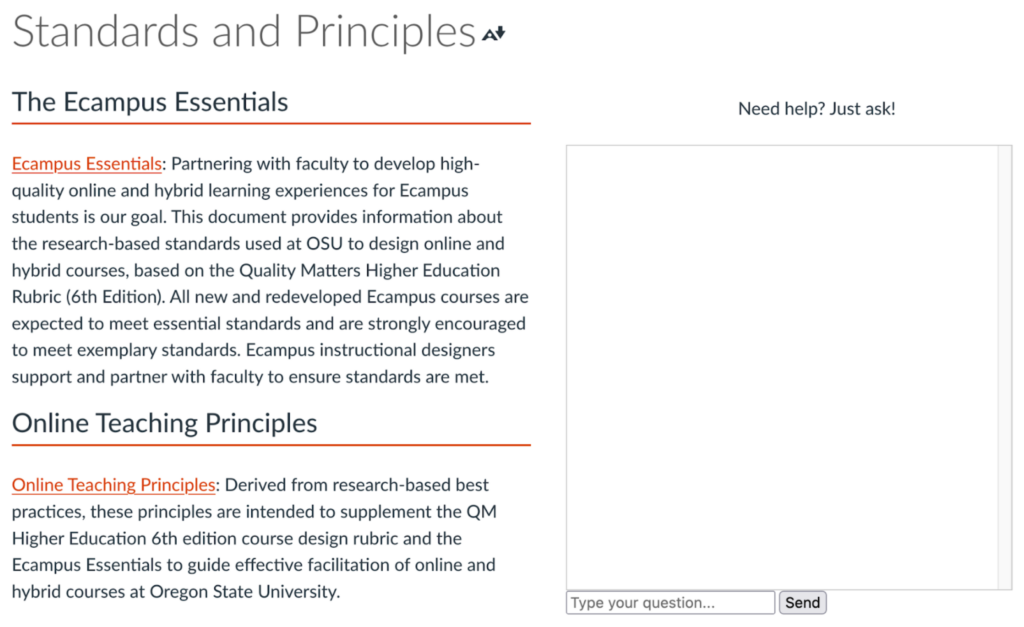 Standards and Principles
The Ecampus Essentials
Ecampus Essentials: Partnering with faculty to develop high-
quality online and hybrid learning experiences for Ecampus
students is our goal. This document provides information about
the research-based standards used at OSU to design online and
hybrid courses, based on the Quality Matters Higher Education
Rubric (6th Edition). All new and redeveloped Ecampus courses are
expected to meet essential standards and are strongly encouraged
to meet exemplary standards. Ecampus instructional designers
support and partner with faculty to ensure standards are met.
Online Teaching Principles
Online Teaching Principles: Derived from research-based best
practices, these principles are intended to supplement the QM
Higher Education 6th edition course design rubric and the
Ecampus Essentials to guide effective facilitation of online and
hybrid courses at Oregon State University.
Need help? Just ask!
Type your question... Send